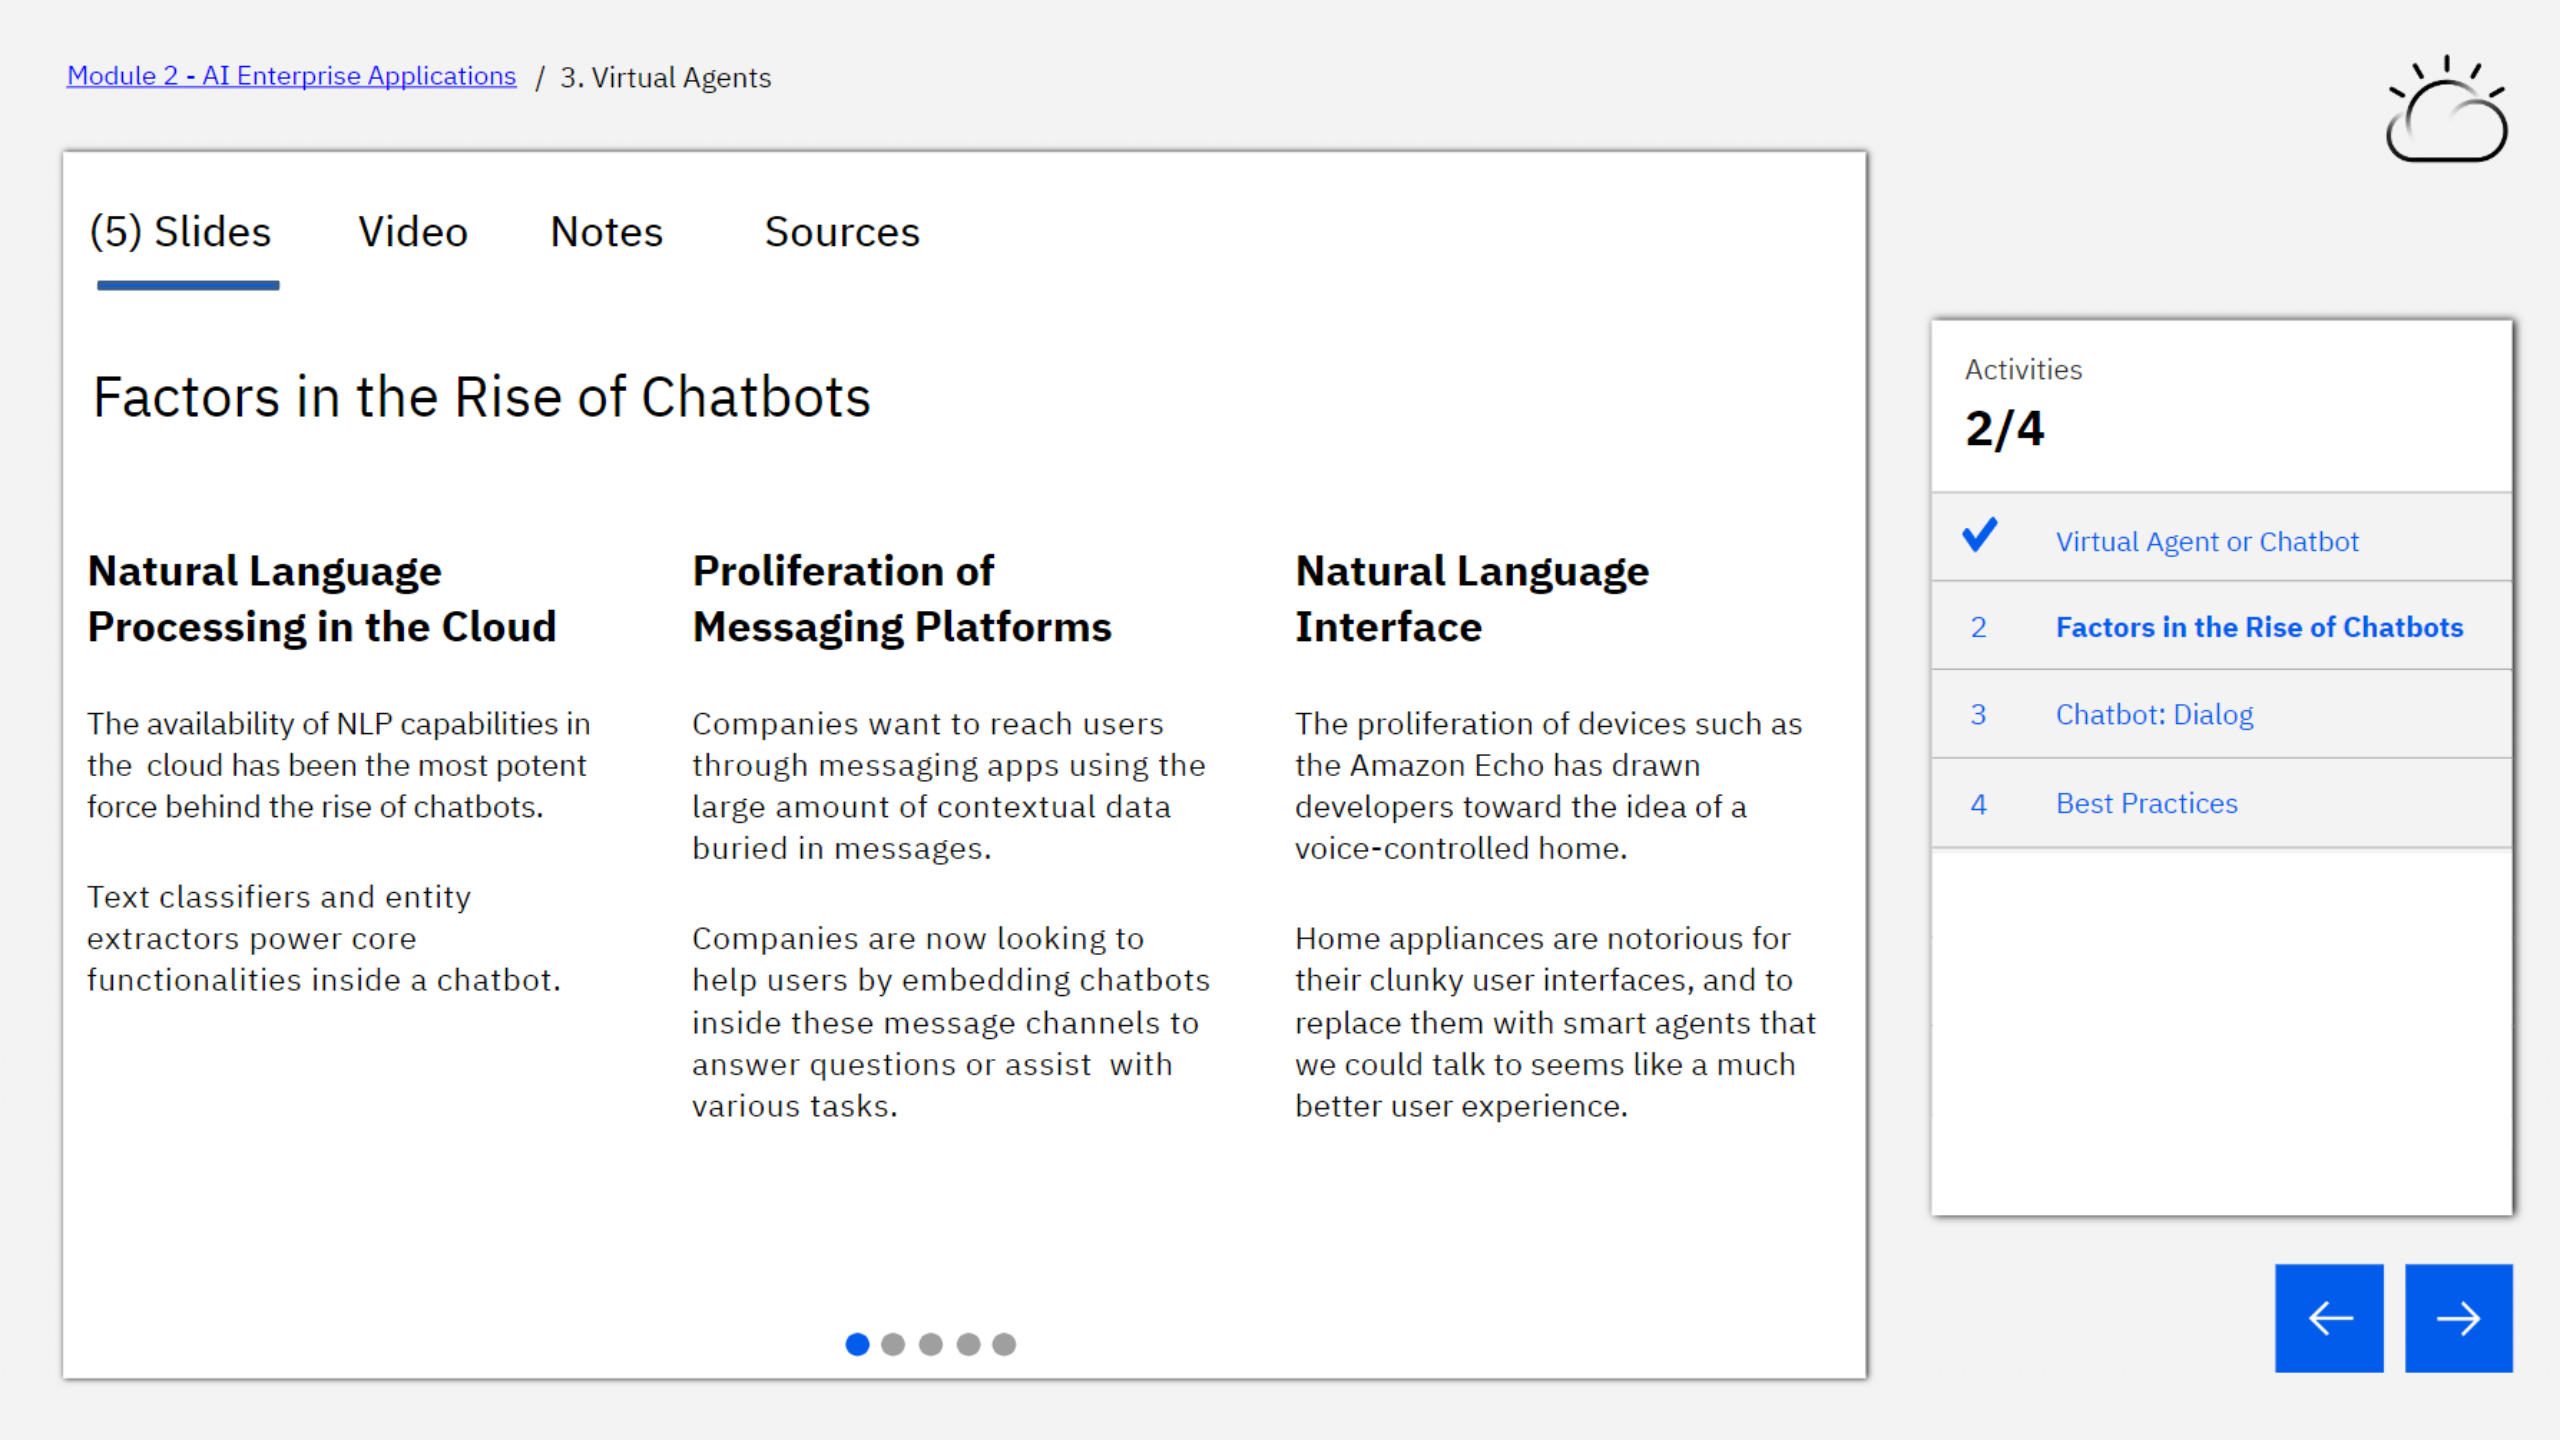 Module 2 - AI Enterprise Applications / 3. Virtual Agents
(5) Slides Video Notes Sources
Factors in the Rise of Chatbots
Natural Language
Processing in the Cloud
The availability of NLP capabilities in
the cloud has been the most potent
force behind the rise of chatbots.
Text classifiers and entity
extractors power core
functionalities inside a chatbot.
Proliferation of
Messaging Platforms
Companies want to reach users
through messaging apps using the
large amount of contextual data
buried in messages.
Companies are now looking to
help users by embedding chatbots
inside these message channels to
answer questions or assist with
various tasks.
Natural Language
Interface
The proliferation of devices such as
the Amazon Echo has drawn
developers toward the idea of a
voice-controlled home.
Home appliances are notorious for
their clunky user interfaces, and to
replace them with smart agents that
we could talk to seems like a much
better user experience.
Activities
2/4
Virtual Agent or Chatbot
2 Factors in the Rise of Chatbots
3 Chatbot: Dialog
4 Best Practices